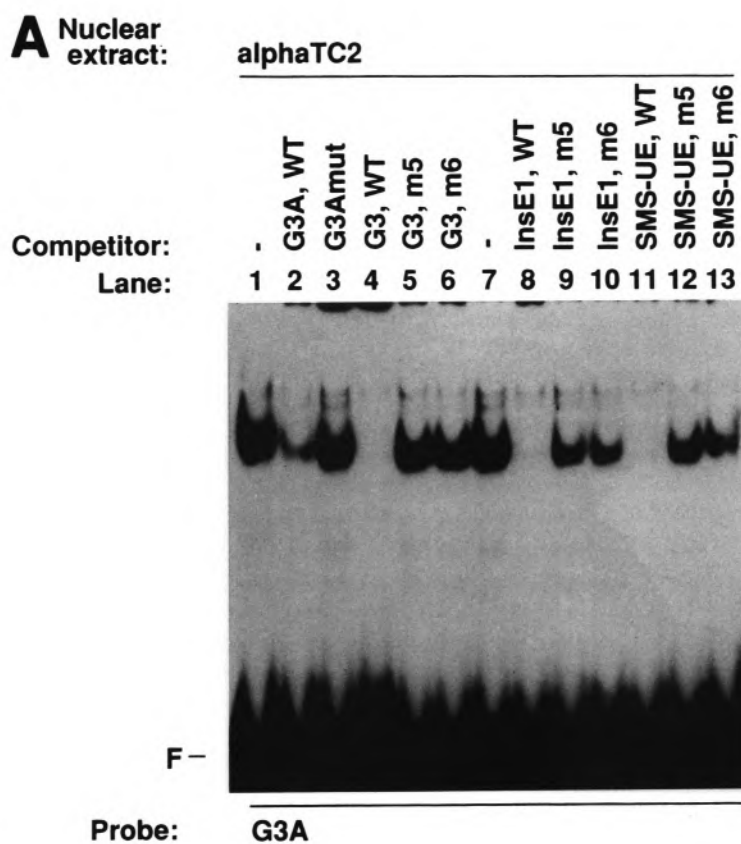 A Nuclear
extract: alphaTC2
Competitor: - G3A, WT G3Amut G3, WT G3, m5 G3, m6 - InsE1, WT InsE1, m5 InsE1, m6 SMS-UE, WT SMS-UE, m5 SMS-UE, m6
Lane: 1 2 3 4 5 6 7 8 9 10 11 12 13
F –
Probe: G3A